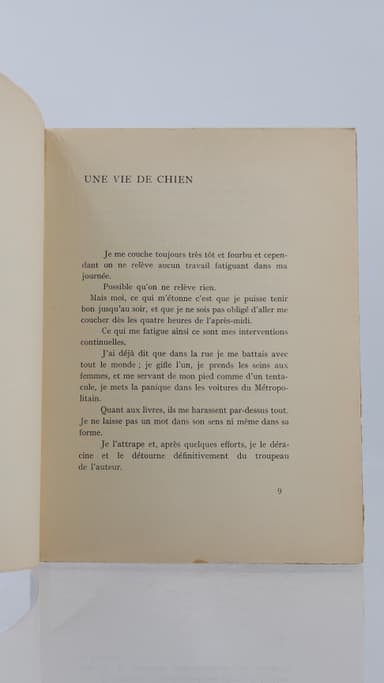 UNE VIE DE CHIEN
Je me couche toujours très tôt et fourbu et cepen-
dant on ne relève aucun travail fatiguant dans ma
journée.
Possible qu'on ne relève rien.
Mais moi, ce qui m'étonne c'est que je puisse tenir
bon jusqu'au soir, et que je ne sois pas obligé d'aller me
coucher dès les quatre heures de l'après-midi.
Ce qui me fatigue ainsi ce sont mes interventions
continuelles.
J'ai déjà dit que dans la rue je me battais avec
tout le monde ; je gifle l'un, je prends les seins aux
femmes, et me servant de mon pied comme d'un tenta-
cule, je mets la panique dans les voitures du Métropo-
litain.
Quant aux livres, ils me harassent par-dessus tout.
Je ne laisse pas un mot dans son sens ni même dans sa
forme.
Je l'attrape et, après quelques efforts, je le déra-
cine et le détourne définitivement du troupeau
de l'auteur.
9